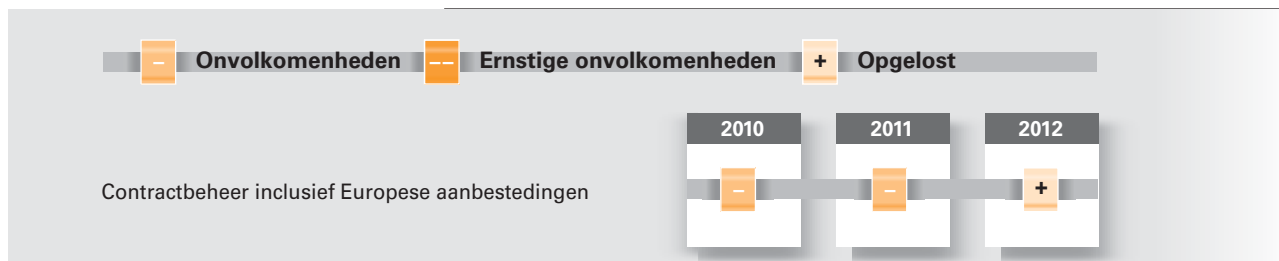 – Onvolkomenheden –– Ernstige onvolkomenheden + Opgelost
2010 2011 2012
Contractbeheer inclusief Europese aanbestedingen – – +